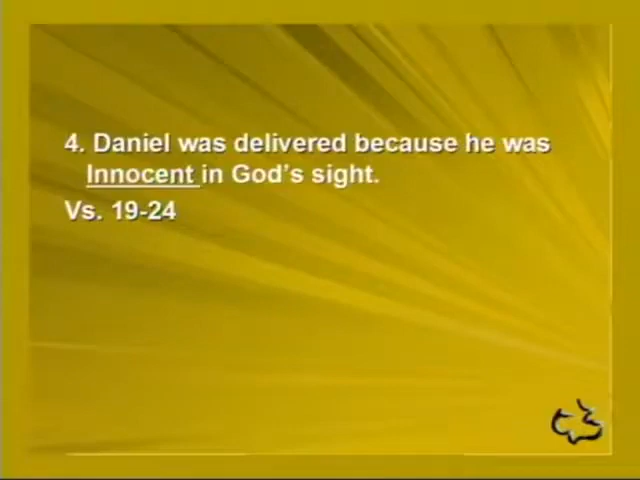 4. Daniel was delivered because he was
Innocent in God's sight.
Vs. 19-24